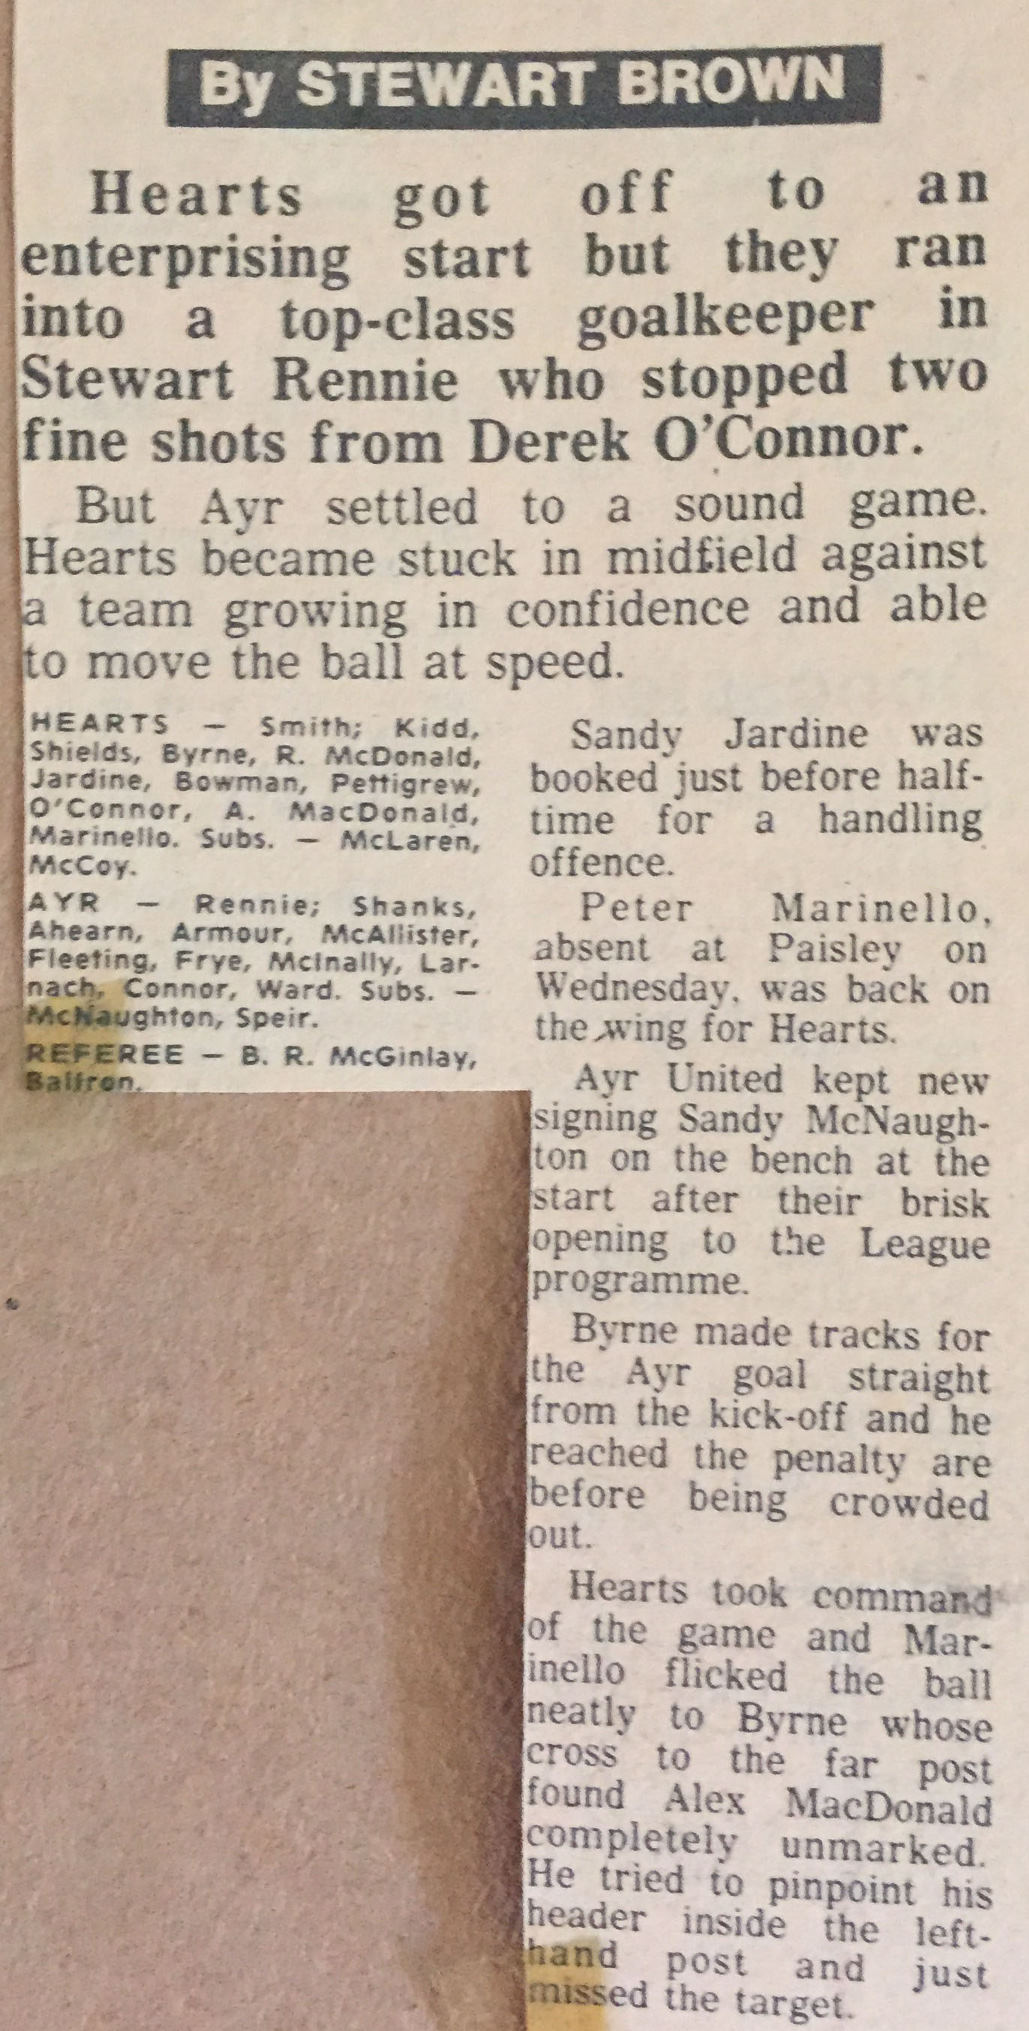 By STEWART BROWN
Hearts got off to an
enterprising start but they ran
into a top-class goalkeeper in
Stewart Rennie who stopped two
fine shots from Derek O'Connor.
But Ayr settled to a sound game.
Hearts became stuck in midfield against
a team growing in confidence and able
to move the ball at speed.
HEARTS — Smith; Kidd,
Shields, Byrne, R. McDonald,
Jardine, Bowman, Pettigrew,
O'Connor, A. MacDonald,
Marinello. Subs. — McLaren,
McCoy.
AYR — Rennie; Shanks,
Ahearn, Armour, McAllister,
Fleeting, Frye, McInally, Lar-
nach, Connor, Ward. Subs. —
McNaughton, Speir.
REFEREE — B. R. McGinlay,
Balfron.
Sandy Jardine was
booked just before half-
time for a handling
offence.
Peter Marinello,
absent at Paisley on
Wednesday, was back on
the wing for Hearts.
Ayr United kept new
signing Sandy McNaugh-
ton on the bench at the
start after their brisk
opening to the League
programme.
Byrne made tracks for
the Ayr goal straight
from the kick-off and he
reached the penalty are
before being crowded
out.
Hearts took command
of the game and Mar-
inello flicked the ball
neatly to Byrne whose
cross to the far post
found Alex MacDonald
completely unmarked.
He tried to pinpoint his
header inside the left-
hand post and just
missed the target.